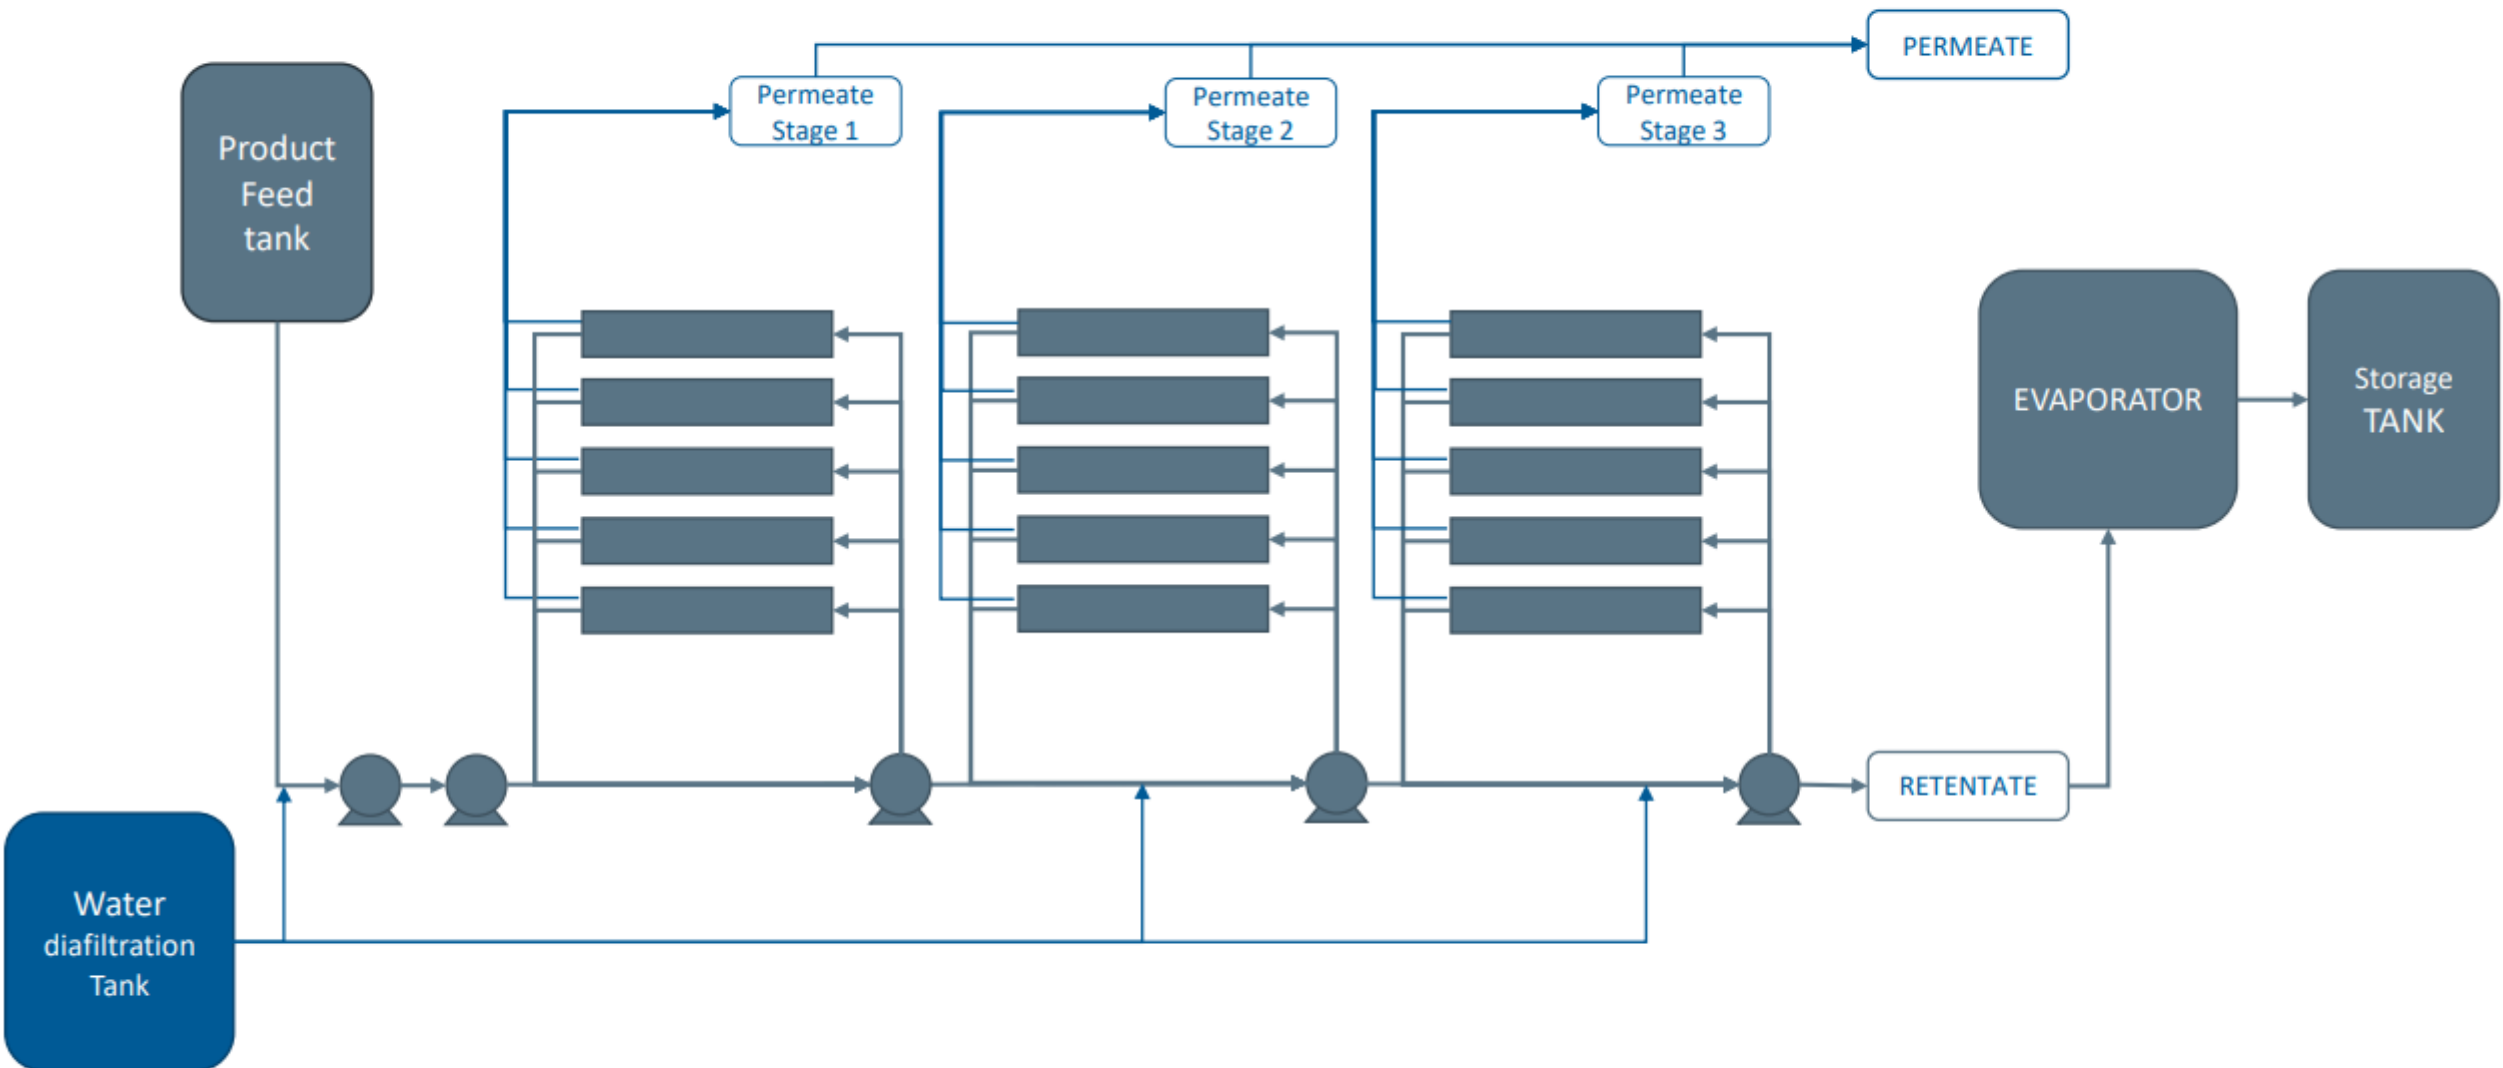 PERMEATE
Permeate
Stage 1
Permeate
Stage 2
Permeate
Stage 3
Product
Feed
tank
EVAPORATOR
Storage
TANK
RETENTATE
Water
diafiltration
Tank